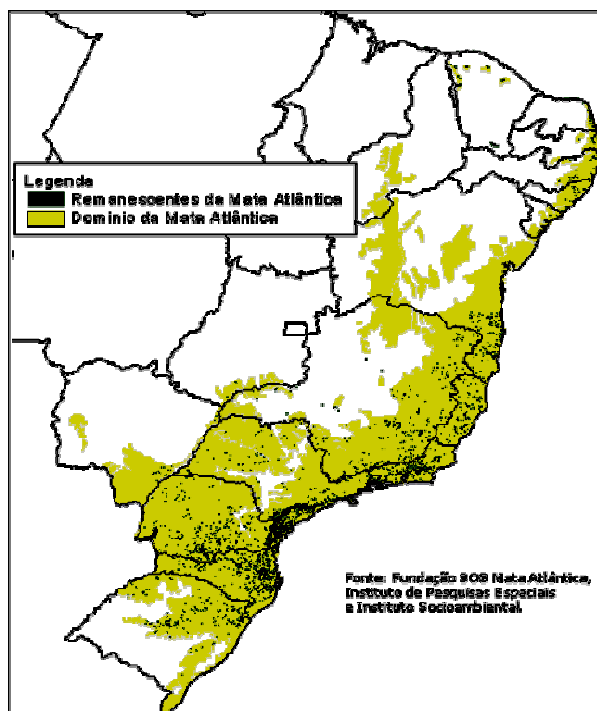 Legenda
Remanescentes da Mata Atlântica
Domínio da Mata Atlântica
Fonte: Fundação SOS Mata Atlântica,
Instituto de Pesquisas Espaciais
e Instituto Socioambiental.